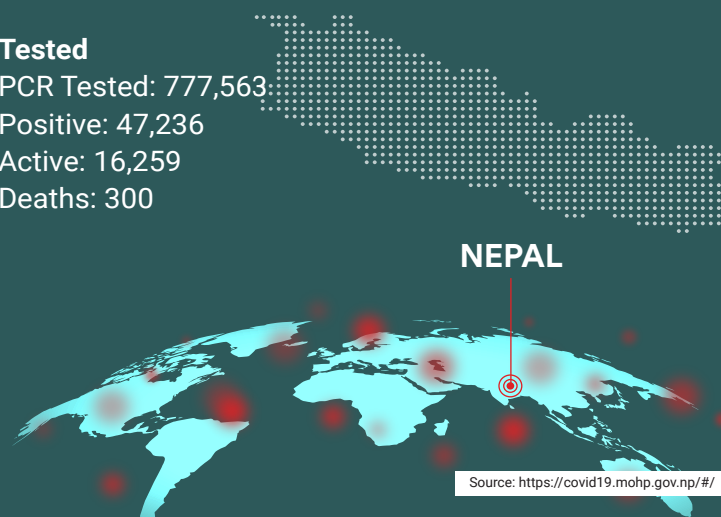 Tested
PCR Tested: 777,563
Positive: 47,236
Active: 16,259
Deaths: 300
NEPAL
Source: https://covid19.mohp.gov.np/#/